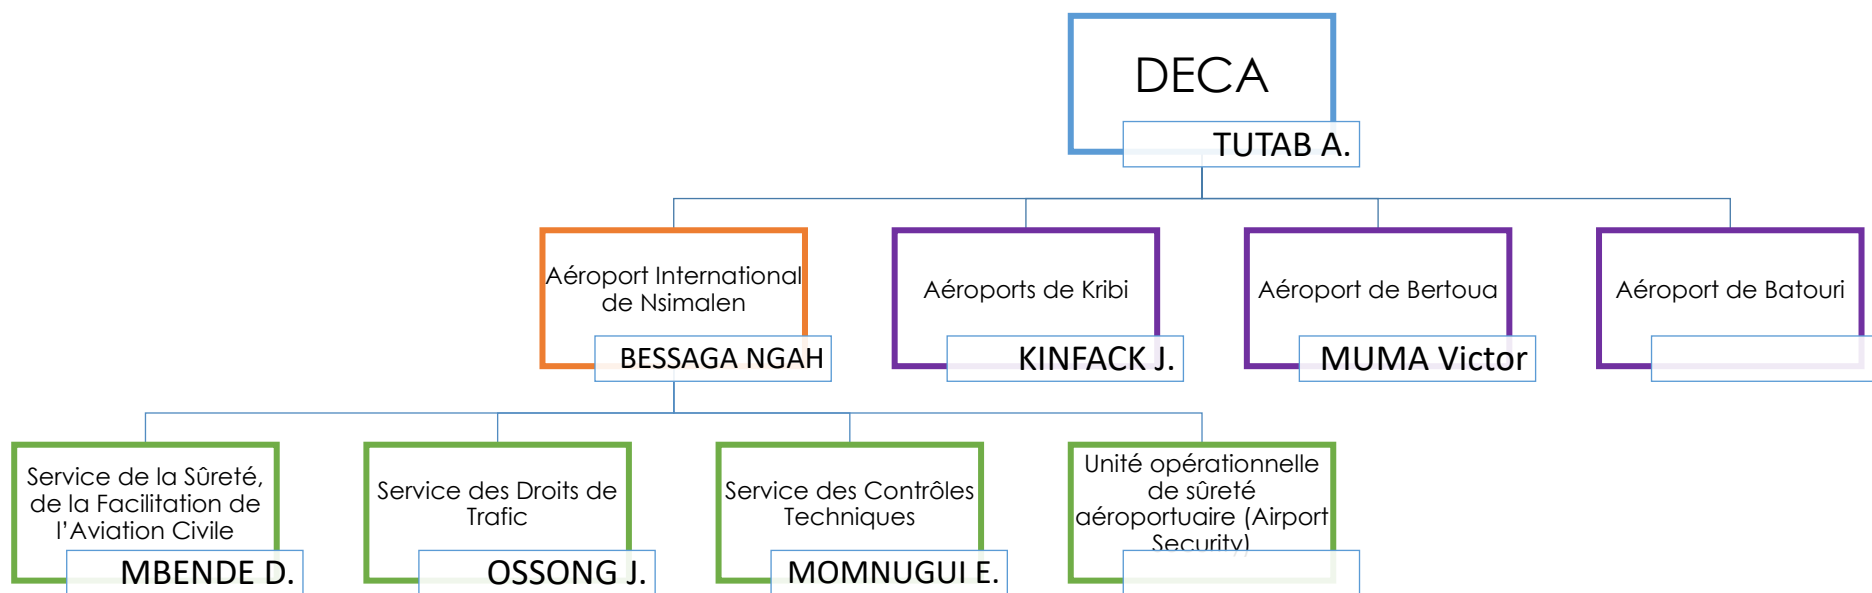 DECA
TUTAB A.
Aéroport International
de Nsimalen
BESSAGA NGAH
Aéroports de Kribi
KINFACK J.
Aéroport de Bertoua
MUMA Victor
Aéroport de Batouri
Service de la Sûreté,
de la Facilitation de
l’Aviation Civile
MBENDE D.
Service des Droits de
Trafic
OSSONG J.
Service des Contrôles
Techniques
MOMNUGUI E.
Unité opérationnelle
de sûreté
aéroportuaire (Airport
Security)